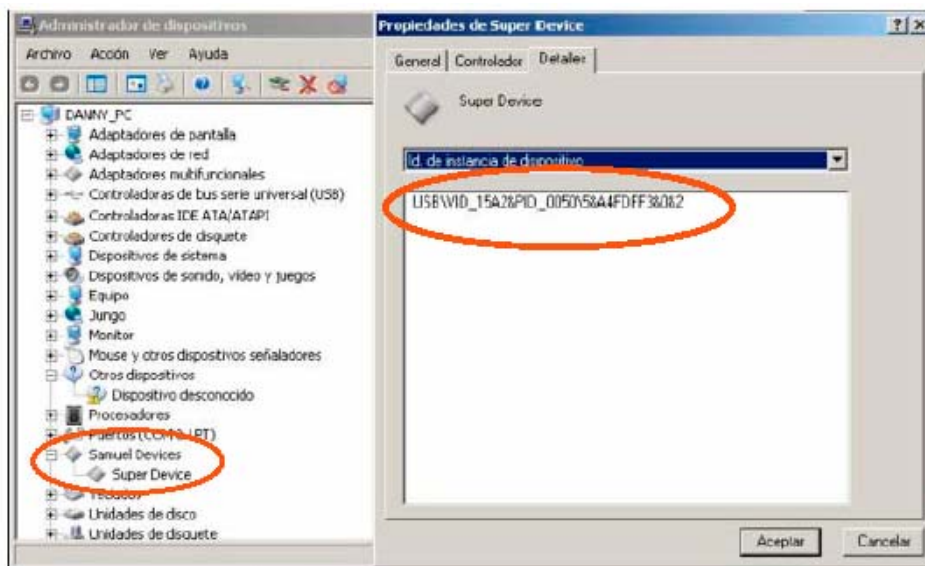 Administrador de dispositivos
Archivo Acción Ver Ayuda
DANNY_PC
Adaptadores de pantalla
Adaptadores de red
Adaptadores multifuncionales
Controladoras de bus serie universal (USB)
Controladoras IDE ATA/ATAPI
Controladores de disquete
Dispositivos de sistema
Dispositivos de sonido, vídeo y juegos
Equipo
Jungo
Monitor
Mouse y otros dispositivos señaladores
Otros dispositivos
Dispositivo desconocido
Procesadores
Puertos (COM & LPT)
Samuel Devices
Super Device
Teclados
Unidades de disco
Unidades de disquete
Propiedades de Super Device
General Controlador Detalles
Super Device
Id. de instancia de dispositivo
USB\VID_15A2&PID_0050\5&A4FDFF3&0&2
Aceptar Cancelar